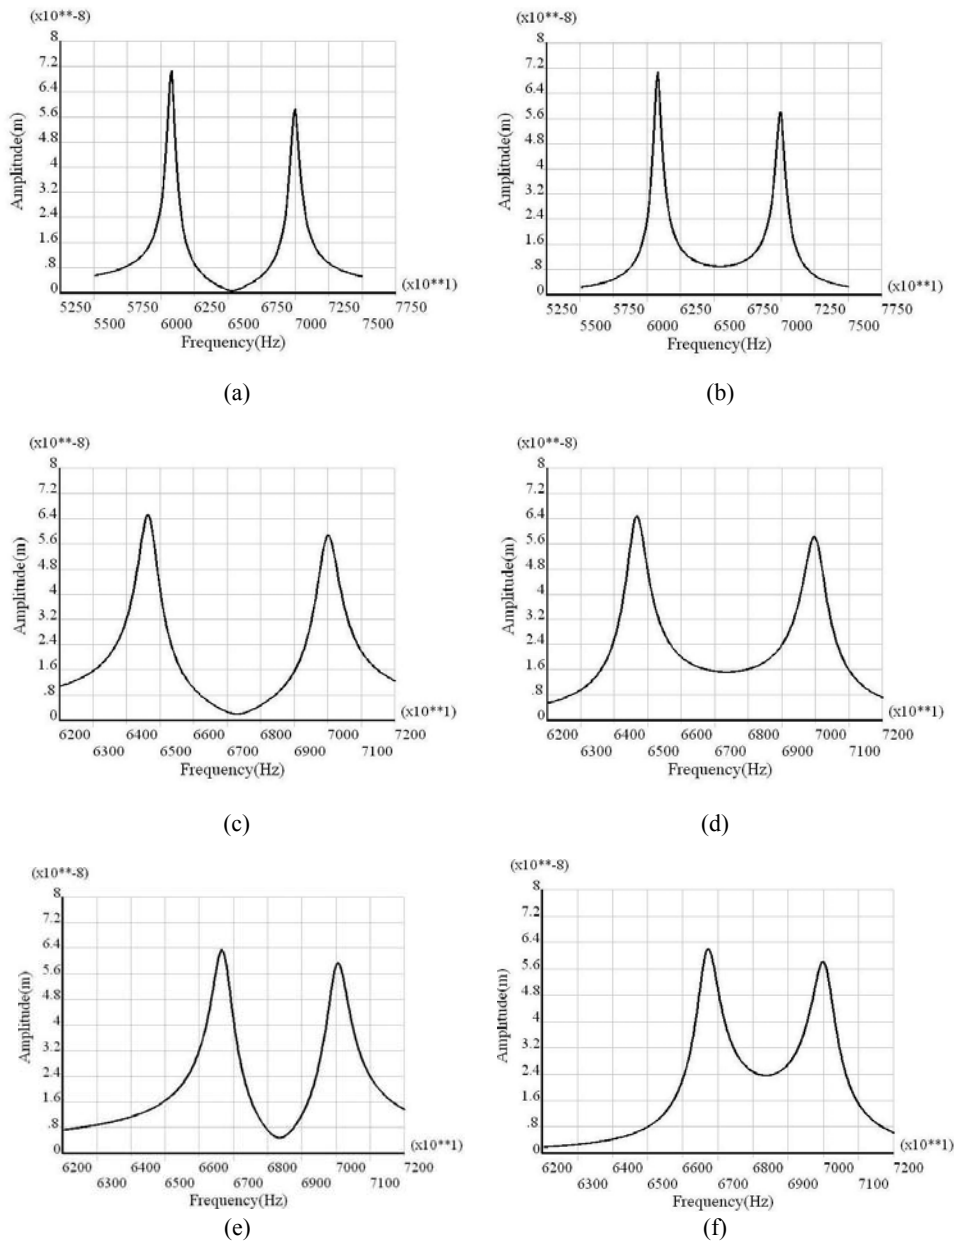 (x10**-8)
8
7.2
6.4
5.6
4.8
4
3.2
2.4
1.6
.8
0
Amplitude(m)
(x10**1)
5250 5750 6000 6250 6500 6750 7000 7250 7750
5500 6000 6500 7000 7500
Frequency(Hz)
(a)
(x10**-8)
8
7.2
6.4
5.6
4.8
4
3.2
2.4
1.6
.8
0
Amplitude(m)
(x10**1)
5250 5750 6250 6750 7250 7750
5500 6000 6500 7000 7500
Frequency(Hz)
(b)
(x10**-8)
8
7.2
6.4
5.6
4.8
4
3.2
2.4
1.6
.8
0
Amplitude(m)
(x10**1)
6200 6400 6600 6800 7000 7200
6300 6500 6700 6900 7100
Frequency(Hz)
(c)
(x10**-8)
8
7.2
6.4
5.6
4.8
4
3.2
2.4
1.6
.8
0
Amplitude(m)
(x10**1)
6200 6400 6600 6800 7000 7200
6300 6500 6700 6900 7100
Frequency(Hz)
(d)
(x10**-8)
8
7.2
6.4
5.6
4.8
4
3.2
2.4
1.6
.8
0
Amplitude(m)
(x10**1)
6200 6400 6600 6800 7000 7200
6300 6500 6700 6900 7100
Frequency(Hz)
(e)
(x10**-8)
8
7.2
6.4
5.6
4.8
4
3.2
2.4
1.6
.8
0
Amplitude(m)
(x10**1)
6200 6400 6600 6800 7000 7200
6300 6500 6700 6900 7100
Frequency(Hz)
(f)